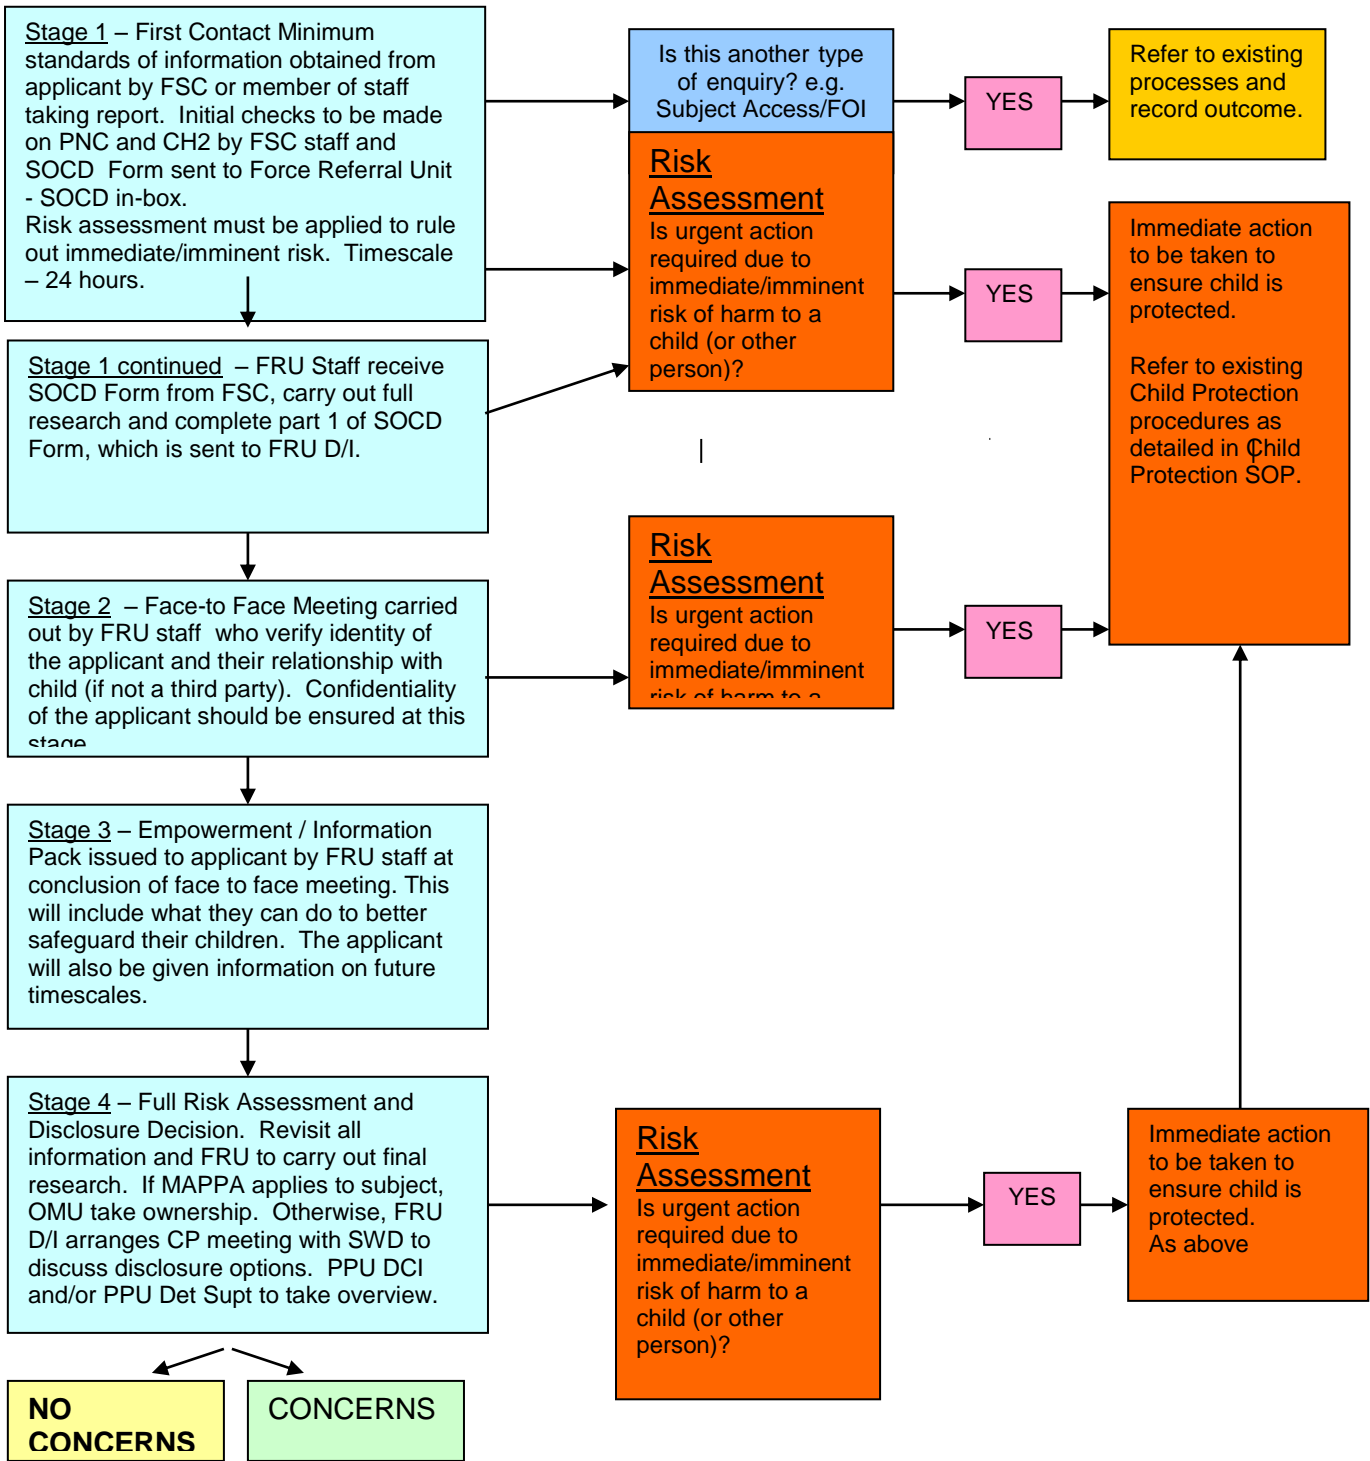 Stage 1 – First Contact Minimum
standards of information obtained from
applicant by FSC or member of staff
taking report.  Initial checks to be made
on PNC and CH2 by FSC staff and
SOCD  Form sent to Force Referral Unit
- SOCD in-box.
Risk assessment must be applied to rule
out immediate/imminent risk.  Timescale
– 24 hours.
Is this another type
of enquiry? e.g.
Subject Access/FOI
YES
Refer to existing
processes and
record outcome.
Risk
Assessment
Is urgent action
required due to
immediate/imminent
risk of harm to a
child (or other
person)?
YES
Immediate action
to be taken to
ensure child is
protected.
Refer to existing
Child Protection
procedures as
detailed in Child
Protection SOP.
Stage 1 continued  – FRU Staff receive
SOCD Form from FSC, carry out full
research and complete part 1 of SOCD
Form, which is sent to FRU D/I.
Stage 2  – Face-to Face Meeting carried
out by FRU staff  who verify identity of
the applicant and their relationship with
child (if not a third party).  Confidentiality
of the applicant should be ensured at this
stage
Risk
Assessment
Is urgent action
required due to
immediate/imminent
risk of harm to a
YES
Stage 3 – Empowerment / Information
Pack issued to applicant by FRU staff at
conclusion of face to face meeting. This
will include what they can do to better
safeguard their children.  The applicant
will also be given information on future
timescales.
Stage 4 – Full Risk Assessment and
Disclosure Decision.  Revisit all
information and FRU to carry out final
research.  If MAPPA applies to subject,
OMU take ownership.  Otherwise, FRU
D/I arranges CP meeting with SWD to
discuss disclosure options.  PPU DCI
and/or PPU Det Supt to take overview.
Risk
Assessment
Is urgent action
required due to
immediate/imminent
risk of harm to a
child (or other
person)?
YES
Immediate action
to be taken to
ensure child is
protected.
As above
NO
CONCERNS
CONCERNS